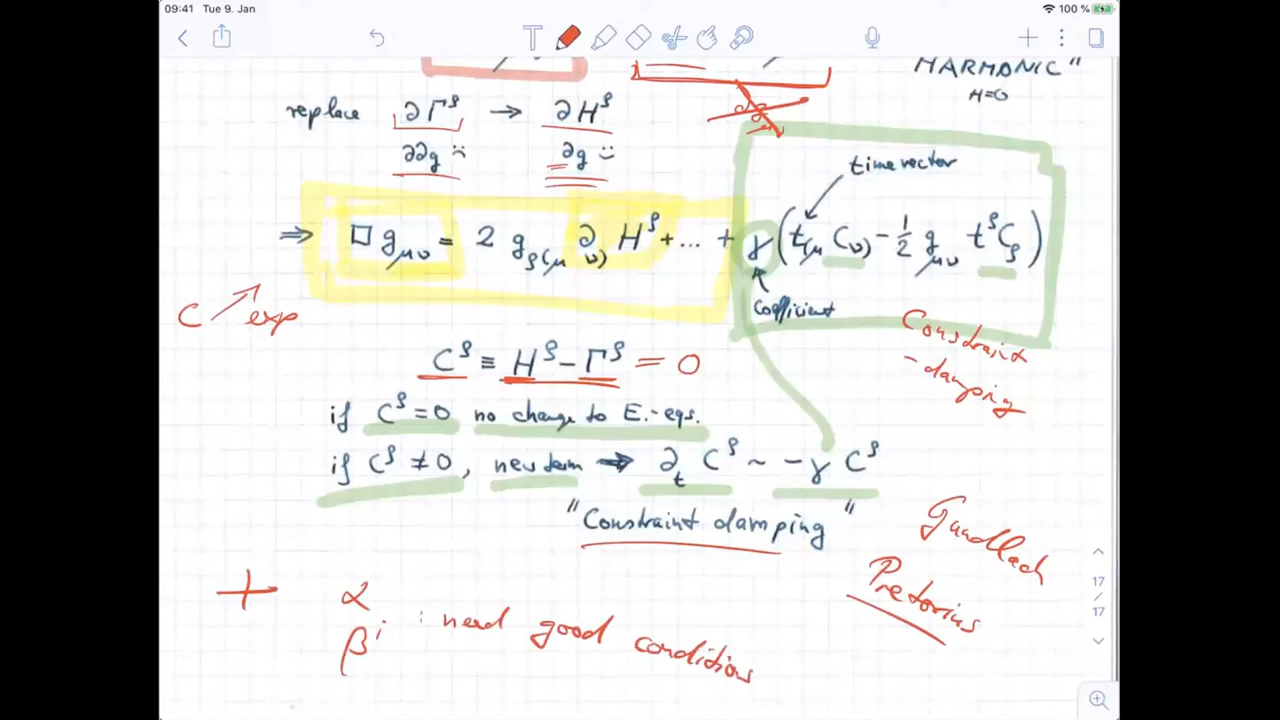 09:41 Tue 9. Jan
100 %
HARMONIC"
H=0
replace ∂Γ^ρ → ∂H^ρ
∂∂g ∂g
time vector
⇒ □ g_μν = 2 g_ρ(μ ∂_ν) H^ρ + ... + γ ( t_(μ C_ν) - 1/2 g_μν t^ρ C_ρ )
coefficient
C ↗ exp
Constraint
-damping
C^ρ ≡ H^ρ - Γ^ρ = 0
if C^ρ = 0 no change to E.-eqs.
if C^ρ ≠ 0, new term → ∂_t C^ρ ~ - γ C^ρ
"Constraint damping"
Gundlach
Pretorius
+ α
β^i : need good conditions
17
/
17